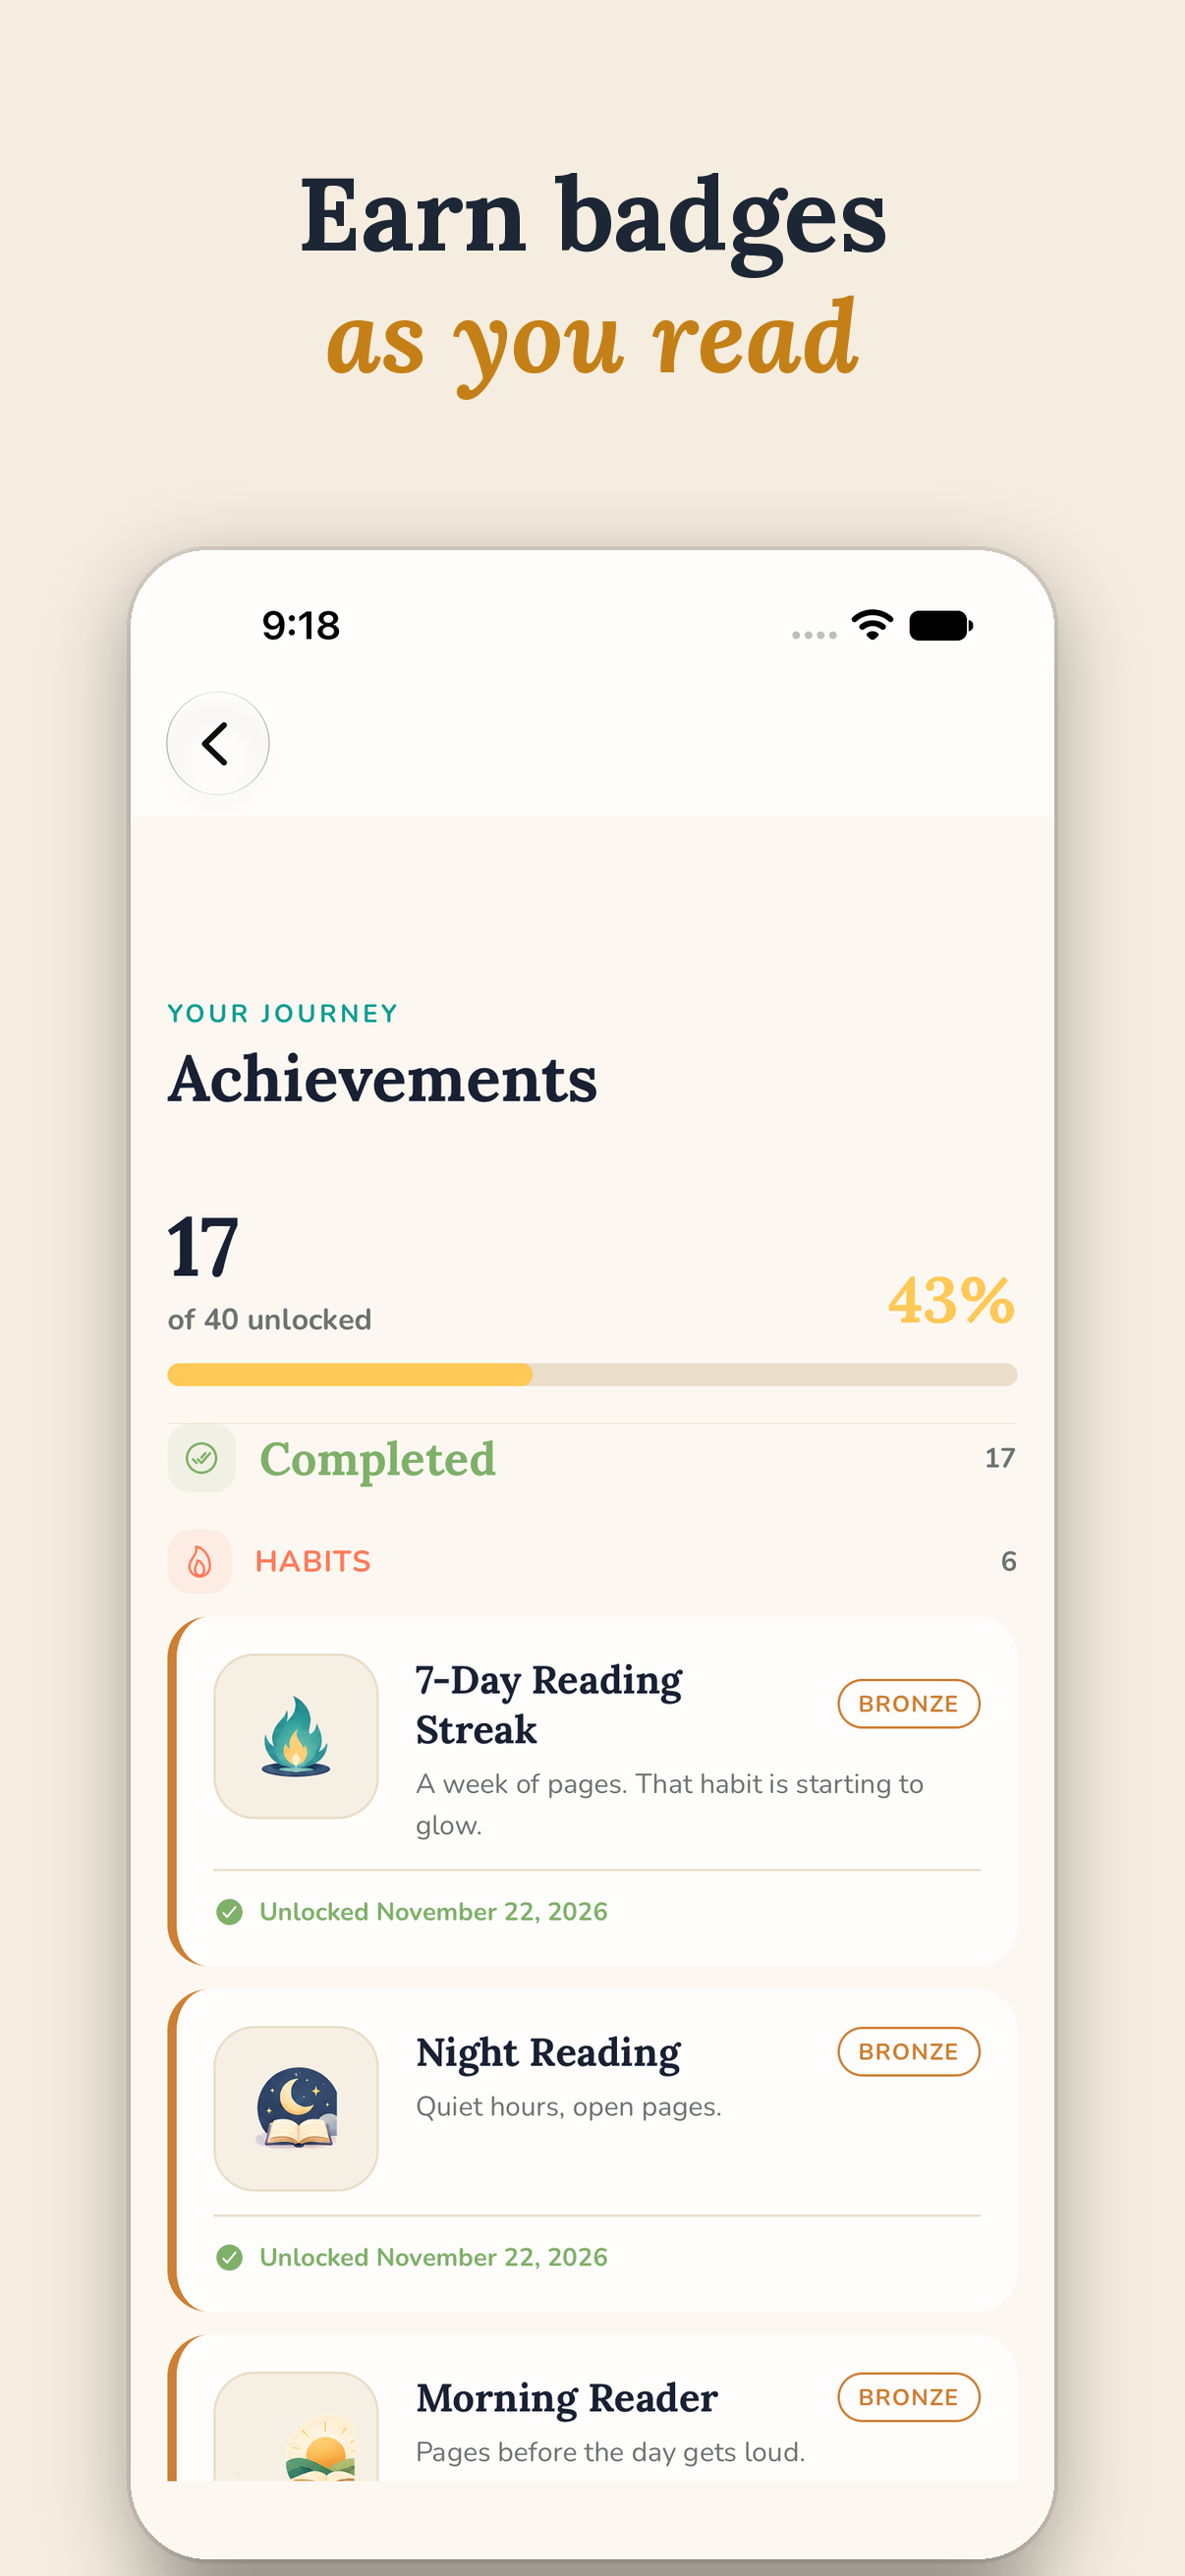 Earn badges
as you read
9:18
YOUR JOURNEY
Achievements
17
of 40 unlocked
43%
Completed
17
HABITS
6
7-Day Reading
Streak
BRONZE
A week of pages. That habit is starting to
glow.
Unlocked November 22, 2026
Night Reading
BRONZE
Quiet hours, open pages.
Unlocked November 22, 2026
Morning Reader
BRONZE
Pages before the day gets loud.